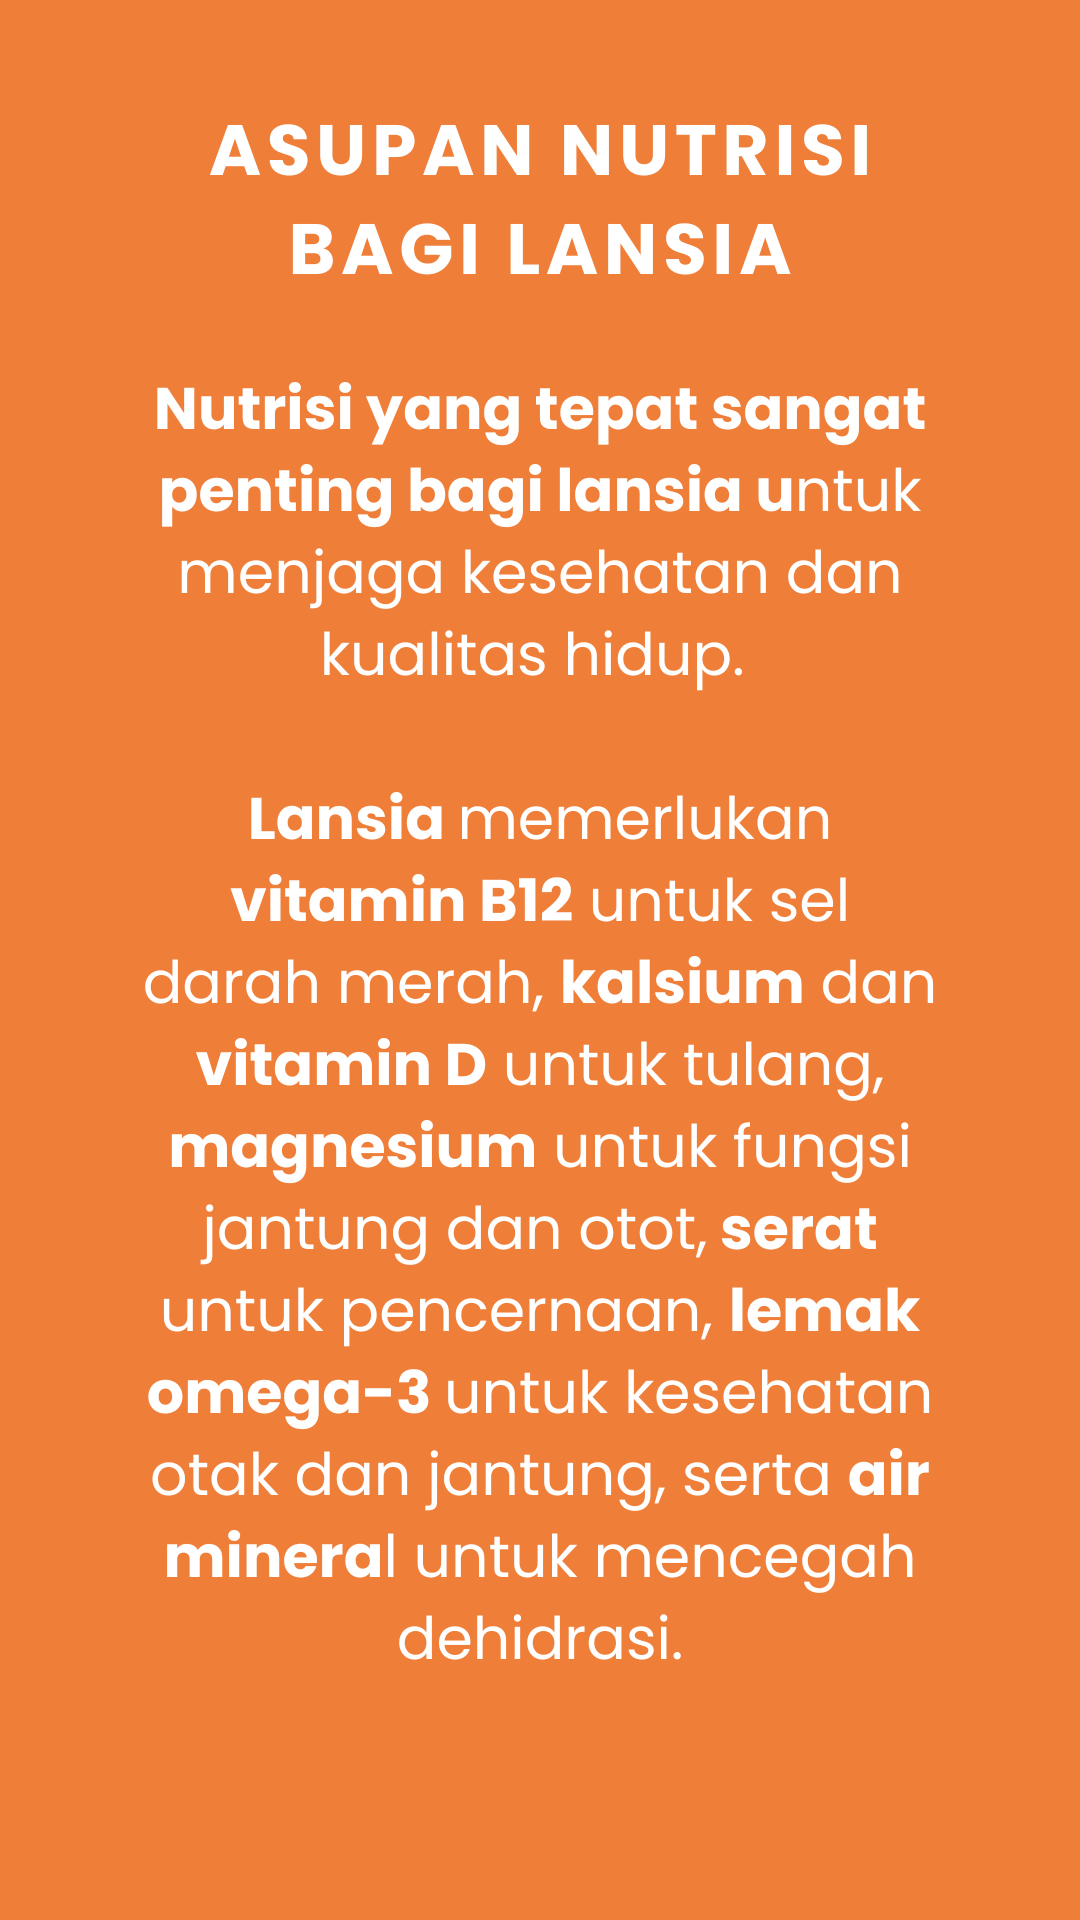 ASUPAN NUTRISI
BAGI LANSIA
Nutrisi yang tepat sangat
penting bagi lansia untuk
menjaga kesehatan dan
kualitas hidup.
Lansia memerlukan
vitamin B12 untuk sel
darah merah, kalsium dan
vitamin D untuk tulang,
magnesium untuk fungsi
jantung dan otot, serat
untuk pencernaan, lemak
omega-3 untuk kesehatan
otak dan jantung, serta air
mineral untuk mencegah
dehidrasi.